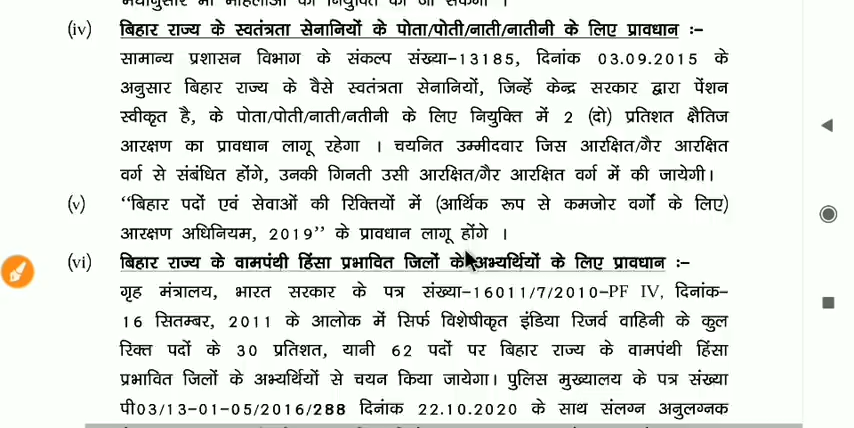 (iv) बिहार राज्य के स्वतंत्रता सेनानियों के पोता/पोती/नाती/नातीनी के लिए प्रावधान :–
सामान्य प्रशासन विभाग के संकल्प संख्या–13185, दिनांक 03.09.2015 के
अनुसार बिहार राज्य के वैसे स्वतंत्रता सेनानियों, जिन्हें केन्द्र सरकार द्वारा पेंशन
स्वीकृत है, के पोता/पोती/नाती/नतीनी के लिए नियुक्ति में 2 (दो) प्रतिशत क्षैतिज
आरक्षण का प्रावधान लागू रहेगा । चयनित उम्मीदवार जिस आरक्षित/गैर आरक्षित
वर्ग से संबंधित होंगे, उनकी गिनती उसी आरक्षित/गैर आरक्षित वर्ग में की जायेगी।
(v) ‘‘बिहार पदों एवं सेवाओं की रिक्तियों में (आर्थिक रूप से कमजोर वर्गों के लिए)
आरक्षण अधिनियम, 2019’’ के प्रावधान लागू होंगे ।
(vi) बिहार राज्य के वामपंथी हिंसा प्रभावित जिलों के अभ्यर्थियों के लिए प्रावधान :–
गृह मंत्रालय, भारत सरकार के पत्र संख्या–16011/7/2010–PF IV, दिनांक–
16 सितम्बर, 2011 के आलोक में सिर्फ विशेषीकृत इंडिया रिजर्व वाहिनी के कुल
रिक्त पदों के 30 प्रतिशत, यानी 62 पदों पर बिहार राज्य के वामपंथी हिंसा
प्रभावित जिलों के अभ्यर्थियों से चयन किया जायेगा। पुलिस मुख्यालय के पत्र संख्या
पी03/13–01–05/2016/288 दिनांक 22.10.2020 के साथ संलग्न अनुलग्नक